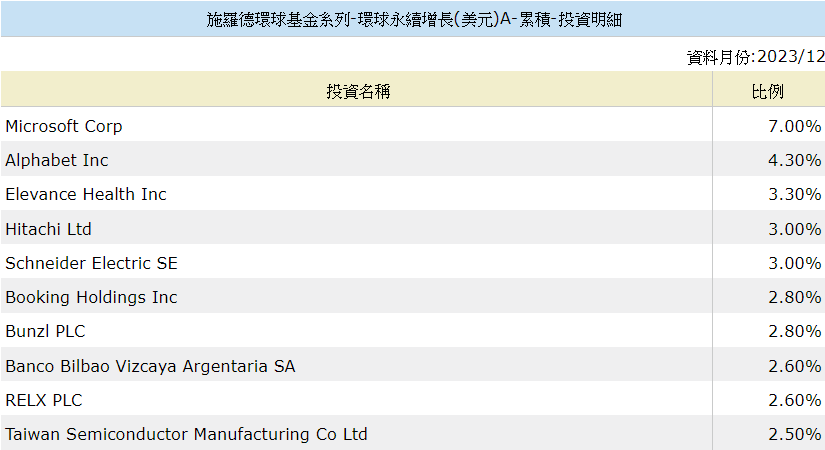 施羅德環球基金系列-環球永續增長(美元)A-累積-投資明細
資料月份:2023/12
投資名稱 比例
Microsoft Corp 7.00%
Alphabet Inc 4.30%
Elevance Health Inc 3.30%
Hitachi Ltd 3.00%
Schneider Electric SE 3.00%
Booking Holdings Inc 2.80%
Bunzl PLC 2.80%
Banco Bilbao Vizcaya Argentaria SA 2.60%
RELX PLC 2.60%
Taiwan Semiconductor Manufacturing Co Ltd 2.50%